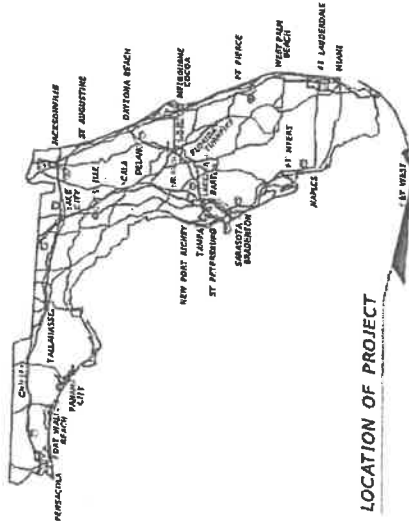 PENSACOLA
FORT WALTON
BEACH
PANAMA
CITY
TALLAHASSEE
LAKE
CITY
JACKSONVILLE
ST AUGUSTINE
DAYTONA BEACH
DELAND
MELBOURNE
COCOA
FLORIDA
TURNPIKE
FT PIERCE
WEST PALM
BEACH
FT LAUDERDALE
MIAMI
NEW PORT RICHEY
TAMPA
ST PETERSBURG
SARASOTA
BRADENTON
FT MYERS
NAPLES
KEY WEST
LOCATION OF PROJECT